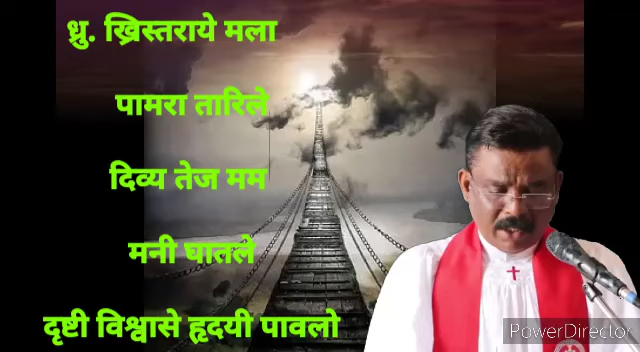 ध्रु. ख्रिस्तराये मला
पामरा तारिले
दिव्य तेज मम
मनी घातले
दृष्टी विश्वासे हृदयी पावलो
PowerDirector